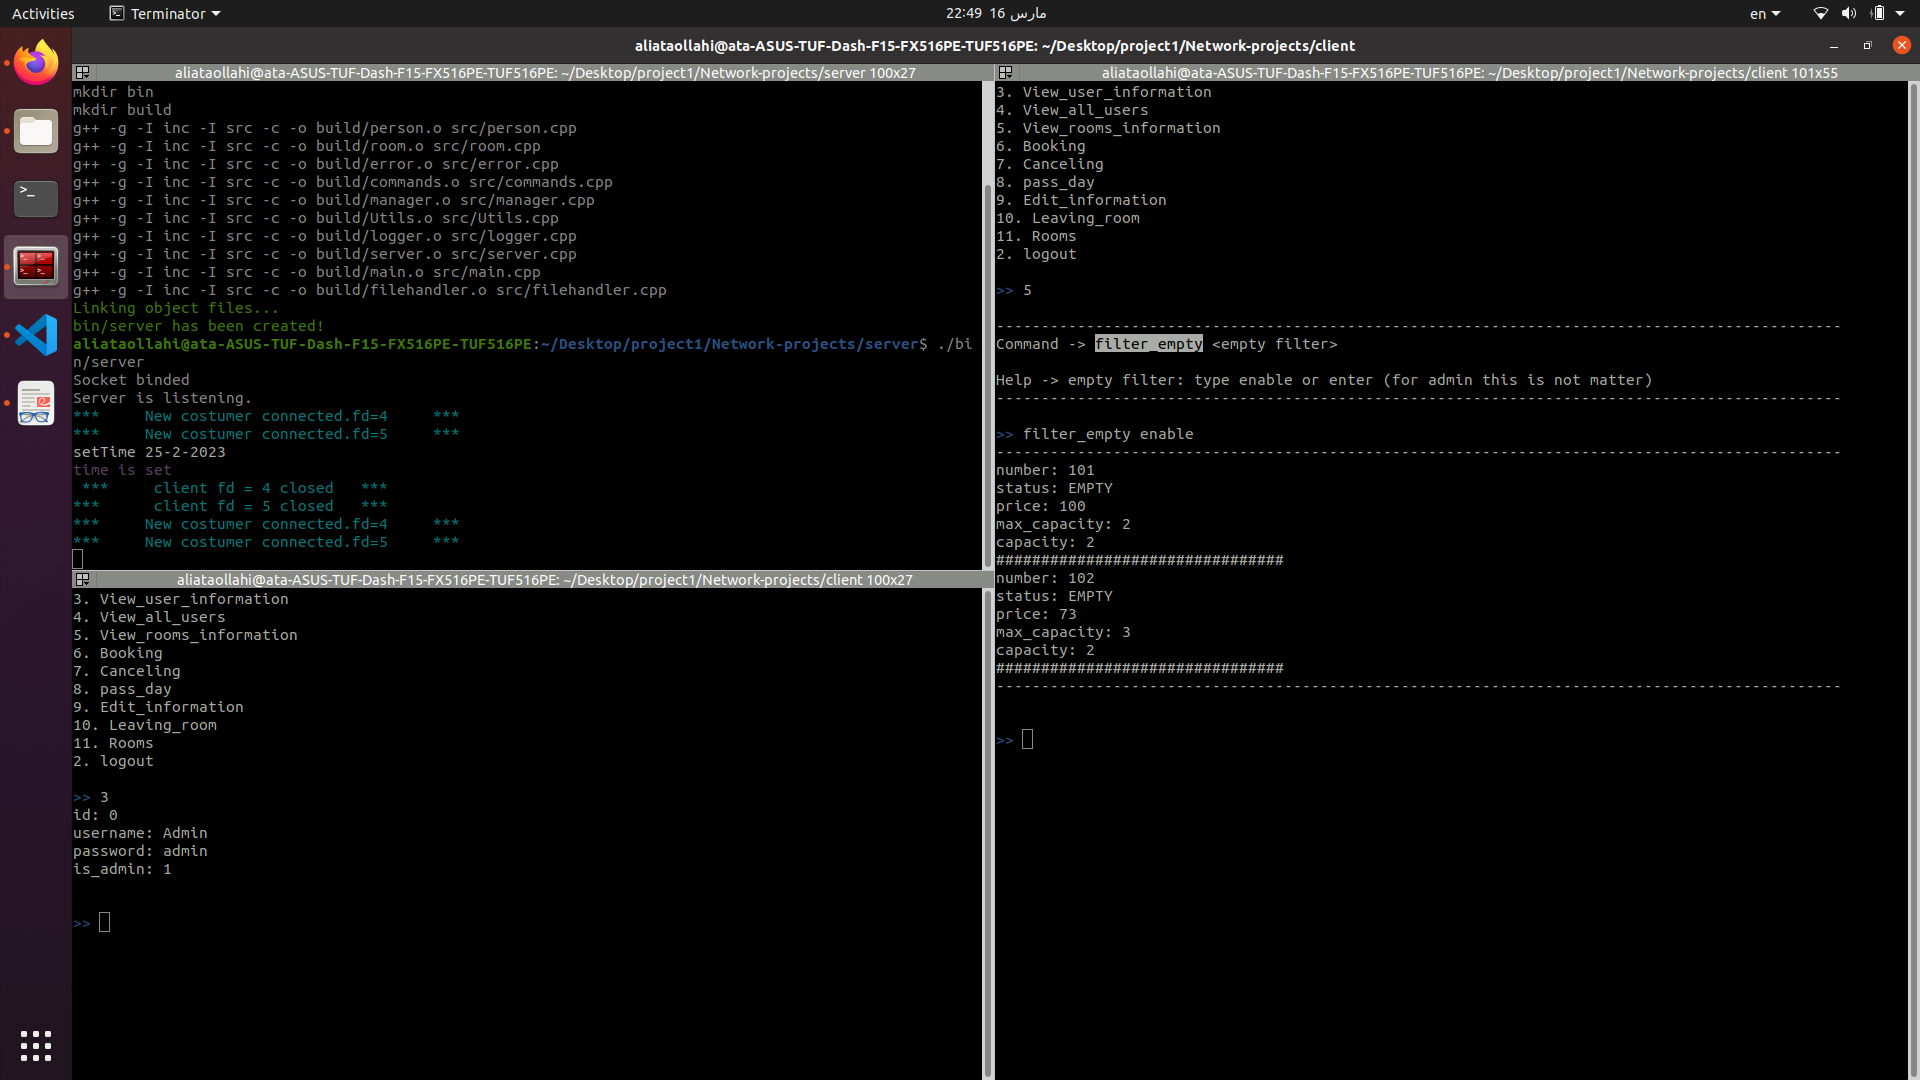 Activities
Terminator
22:49 16 مارس
en
aliataollahi@ata-ASUS-TUF-Dash-F15-FX516PE-TUF516PE: ~/Desktop/project1/Network-projects/client
aliataollahi@ata-ASUS-TUF-Dash-F15-FX516PE-TUF516PE: ~/Desktop/project1/Network-projects/server 100x27
mkdir bin
mkdir build
g++ -g -I inc -I src -c -o build/person.o src/person.cpp
g++ -g -I inc -I src -c -o build/room.o src/room.cpp
g++ -g -I inc -I src -c -o build/error.o src/error.cpp
g++ -g -I inc -I src -c -o build/commands.o src/commands.cpp
g++ -g -I inc -I src -c -o build/manager.o src/manager.cpp
g++ -g -I inc -I src -c -o build/Utils.o src/Utils.cpp
g++ -g -I inc -I src -c -o build/logger.o src/logger.cpp
g++ -g -I inc -I src -c -o build/server.o src/server.cpp
g++ -g -I inc -I src -c -o build/main.o src/main.cpp
g++ -g -I inc -I src -c -o build/filehandler.o src/filehandler.cpp
Linking object files...
bin/server has been created!
aliataollahi@ata-ASUS-TUF-Dash-F15-FX516PE-TUF516PE:~/Desktop/project1/Network-projects/server$ ./bi
n/server
Socket binded
Server is listening.
***     New costumer connected.fd=4     ***
***     New costumer connected.fd=5     ***
setTime 25-2-2023
time is set
 ***     client fd = 4 closed   ***
***      client fd = 5 closed   ***
***     New costumer connected.fd=4     ***
***     New costumer connected.fd=5     ***
aliataollahi@ata-ASUS-TUF-Dash-F15-FX516PE-TUF516PE: ~/Desktop/project1/Network-projects/client 100x27
3. View_user_information
4. View_all_users
5. View_rooms_information
6. Booking
7. Canceling
8. pass_day
9. Edit_information
10. Leaving_room
11. Rooms
2. logout
>> 3
id: 0
username: Admin
password: admin
is_admin: 1
>>
aliataollahi@ata-ASUS-TUF-Dash-F15-FX516PE-TUF516PE: ~/Desktop/project1/Network-projects/client 101x55
3. View_user_information
4. View_all_users
5. View_rooms_information
6. Booking
7. Canceling
8. pass_day
9. Edit_information
10. Leaving_room
11. Rooms
2. logout
>> 5
----------------------------------------------------------------------------------------------
Command -> filter_empty <empty filter>
Help -> empty filter: type enable or enter (for admin this is not matter)
----------------------------------------------------------------------------------------------
>> filter_empty enable
----------------------------------------------------------------------------------------------
number: 101
status: EMPTY
price: 100
max_capacity: 2
capacity: 2
################################
number: 102
status: EMPTY
price: 73
max_capacity: 3
capacity: 2
################################
----------------------------------------------------------------------------------------------
>>